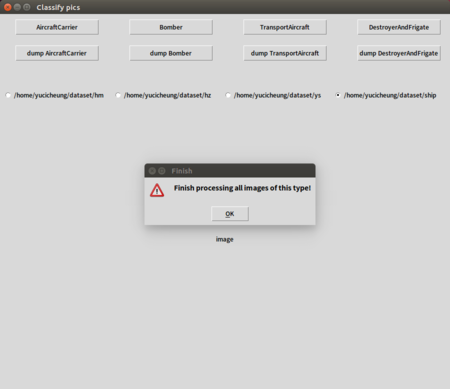 Classify pics
AircraftCarrier Bomber TransportAircraft DestroyerAndFrigate
dump AircraftCarrier dump Bomber dump TransportAircraft dump DestroyerAndFrigate
/home/yucicheung/dataset/hm /home/yucicheung/dataset/hz /home/yucicheung/dataset/ys /home/yucicheung/dataset/ship
Finish
Finish processing all images of this type!
OK
image